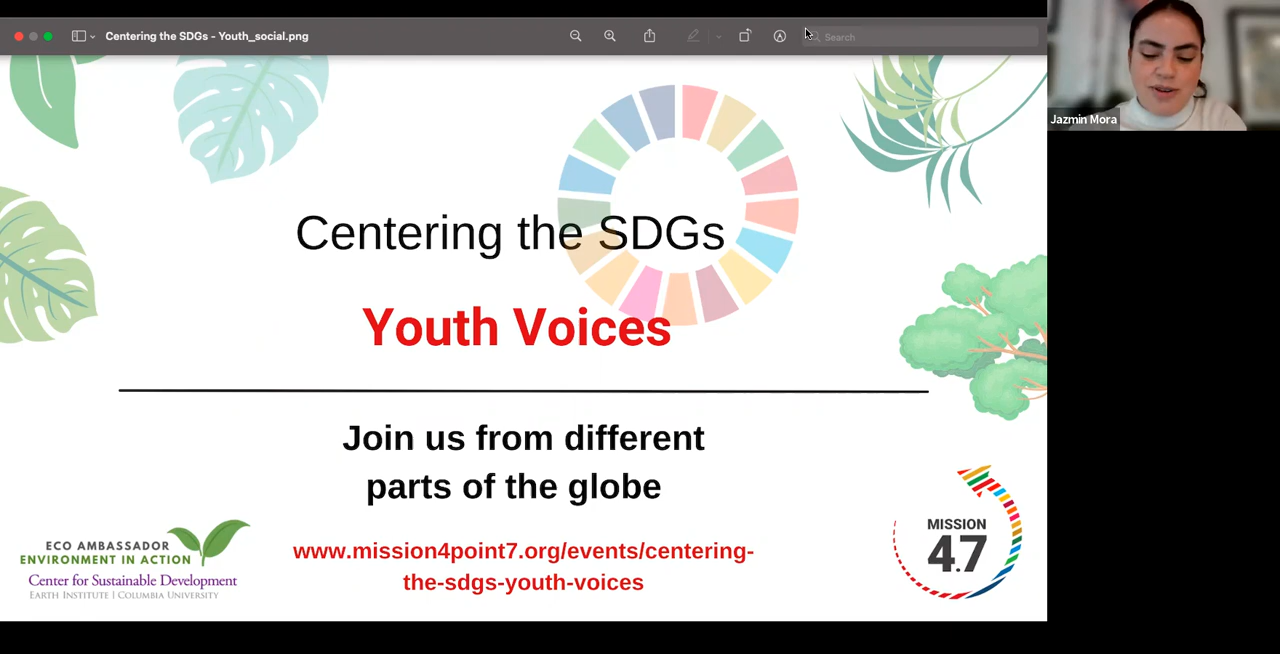 Centering the SDGs - Youth_social.png
Search
Jazmin Mora
Centering the SDGs
Youth Voices
Join us from different
parts of the globe
www.mission4point7.org/events/centering-
the-sdgs-youth-voices
ECO AMBASSADOR
ENVIRONMENT IN ACTION
Center for Sustainable Development
EARTH INSTITUTE | COLUMBIA UNIVERSITY
MISSION
4.7